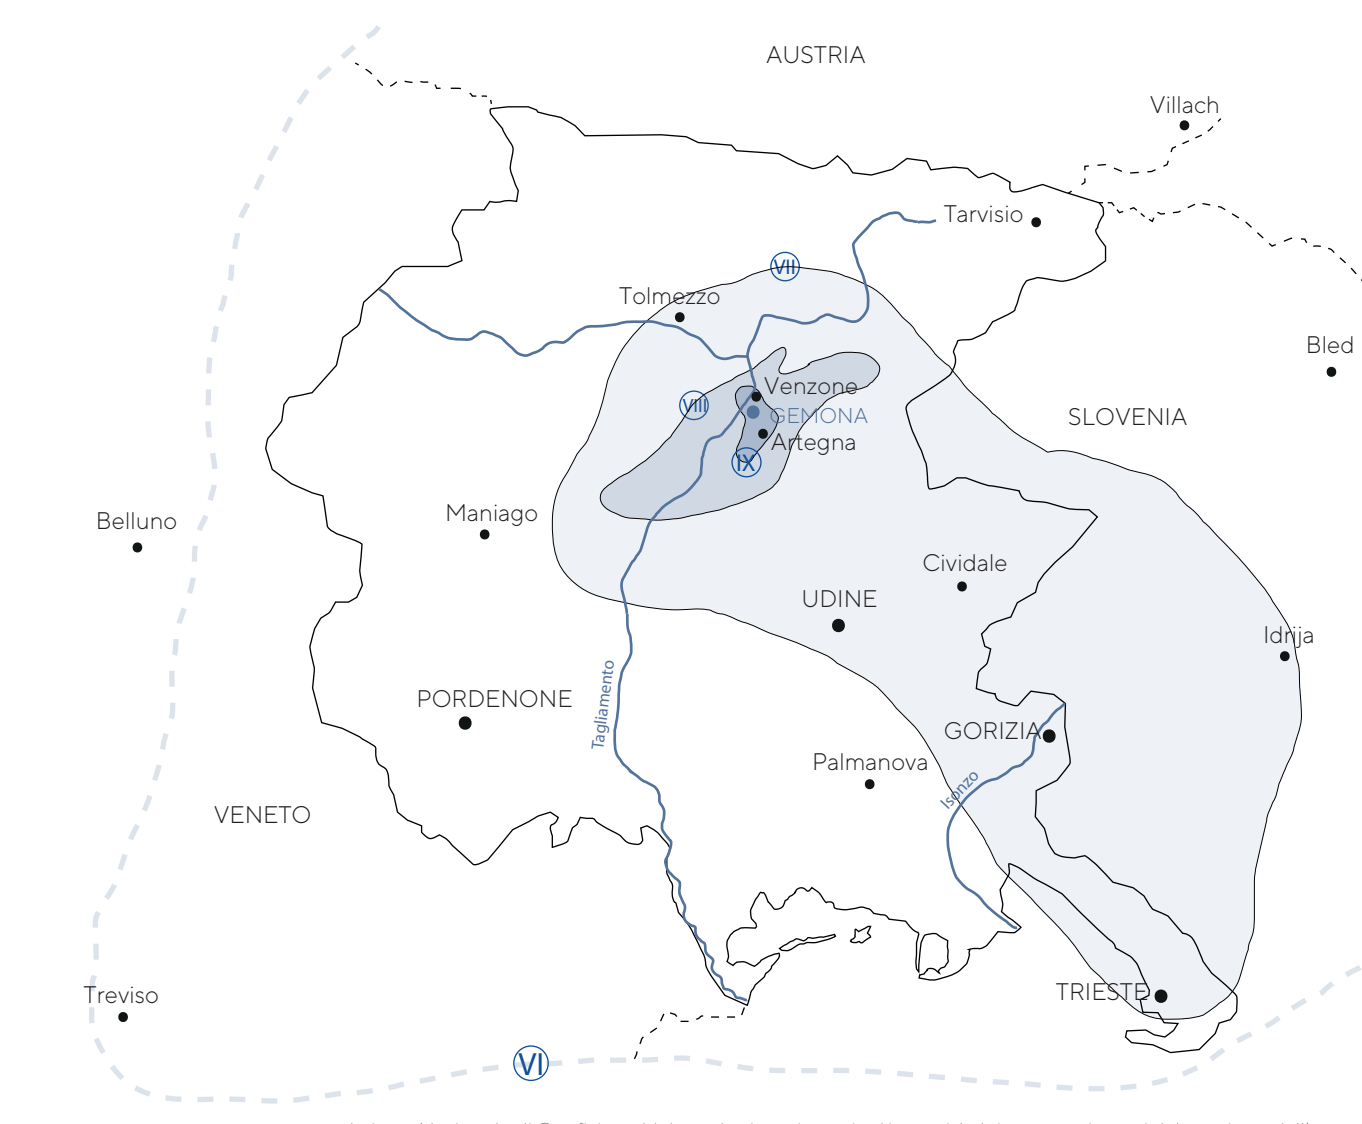 AUSTRIA
Villach
Tarvisio
VII
Tolmezzo
Bled
Venzone
VIII
GEMONA
SLOVENIA
Artegna
IX
Maniago
Belluno
Cividale
UDINE
Idrija
Tagliamento
PORDENONE
GORIZIA
Palmanova
Isonzo
VENETO
TRIESTE
Treviso
VI